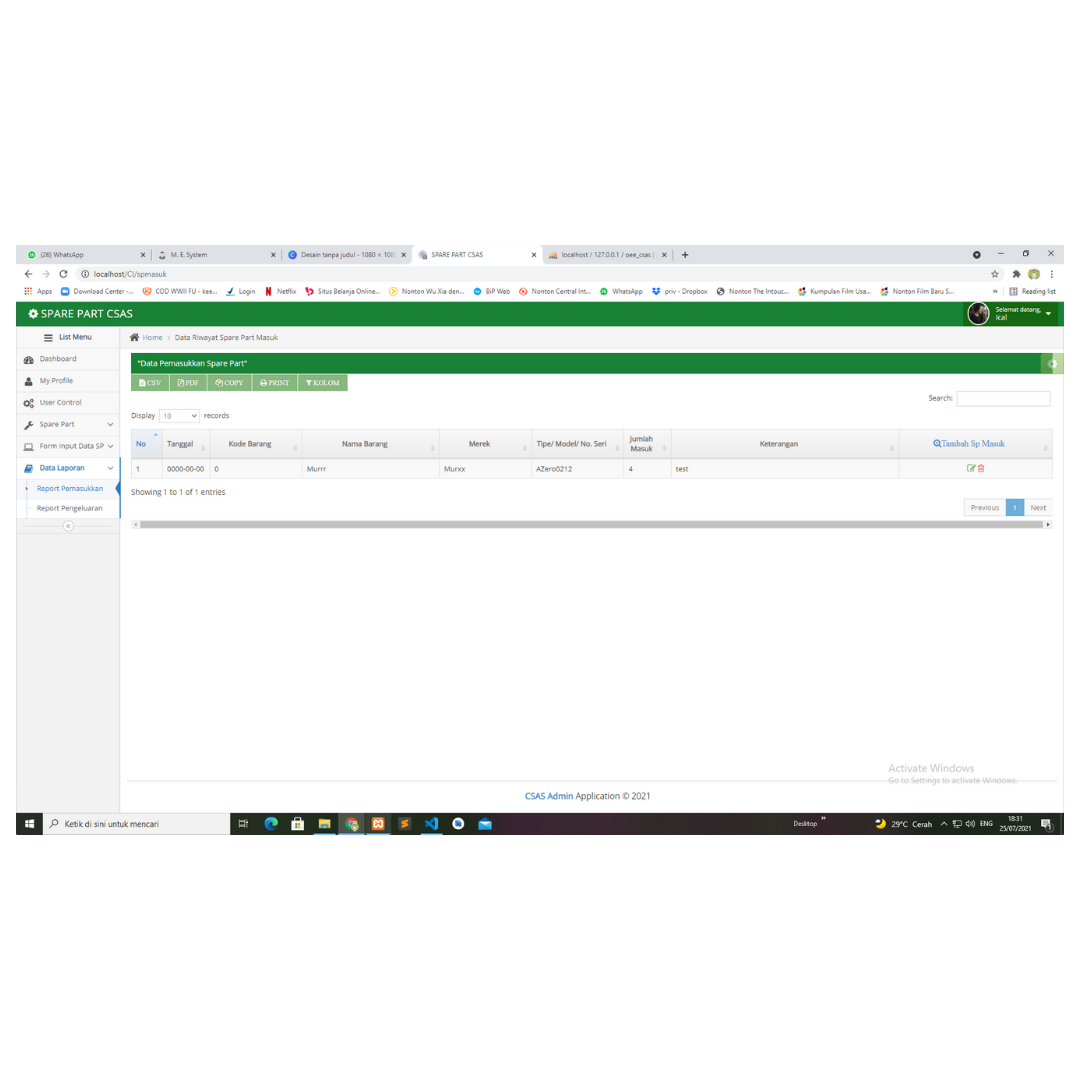 (26) WhatsApp
M. E. System
Desain tanpa judul - 1080 × 108
SPARE PART CSAS
localhost / 127.0.0.1 / oee_csas |
localhost/CI/spmasuk
Apps
Download Center -...
COD WWII FU - kee...
Login
Netflix
Situs Belanja Online...
Nonton Wu Xia den...
BiP Web
Nonton Central Int...
WhatsApp
priv - Dropbox
Nonton The Intouc...
Kumpulan Film Usa...
Nonton Film Baru S...
»
Reading list
SPARE PART CSAS
Selamat datang,
Ical
List Menu
Home > Data Riwayat Spare Part Masuk
Dashboard
My Profile
User Control
Spare Part
Form Input Data SP
Data Laporan
Report Pemasukkan
Report Pengeluaran
"Data Pemasukkan Spare Part"
CSV
PDF
COPY
PRINT
KOLOM
Search:
Display 10 records
No
Tanggal
Kode Barang
Nama Barang
Merek
Tipe/ Model/ No. Seri
Jumlah
Masuk
Keterangan
Tambah Sp Masuk
1
0000-00-00
0
Murrr
Murxx
AZero0212
4
test
Showing 1 to 1 of 1 entries
Previous
1
Next
Activate Windows
Go to Settings to activate Windows.
CSAS Admin Application © 2021
Ketik di sini untuk mencari
Desktop
»
29°C Cerah
ENG
18:31
25/07/2021
1